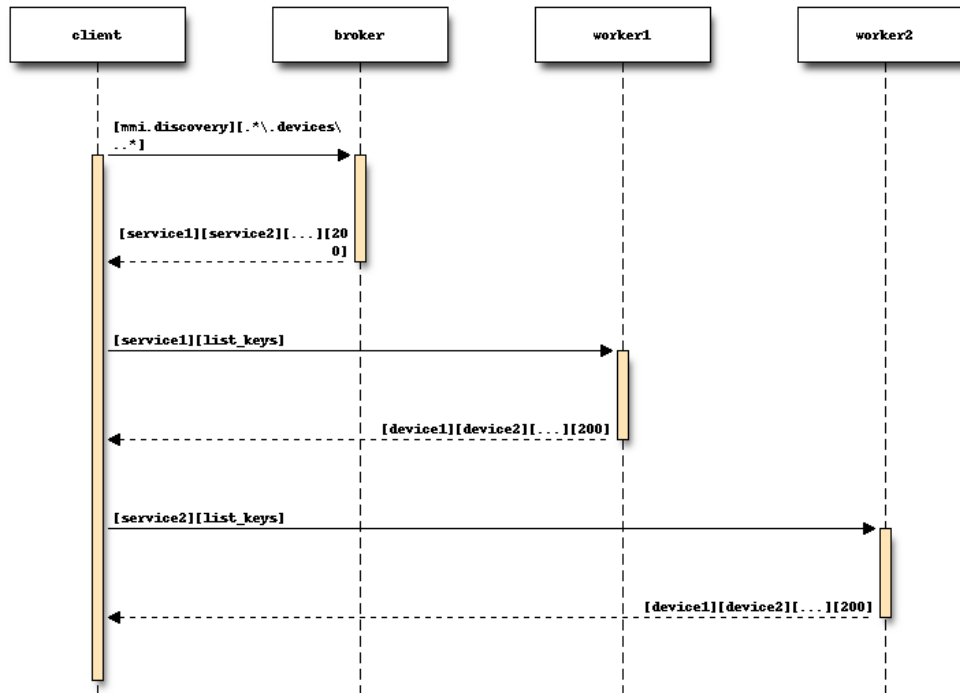 client broker worker1 worker2
[mmi.discovery][.*\.devices\
..*]
[service1][service2][...][20
0]
[service1][list_keys]
[device1][device2][...][200]
[service2][list_keys]
[device1][device2][...][200]